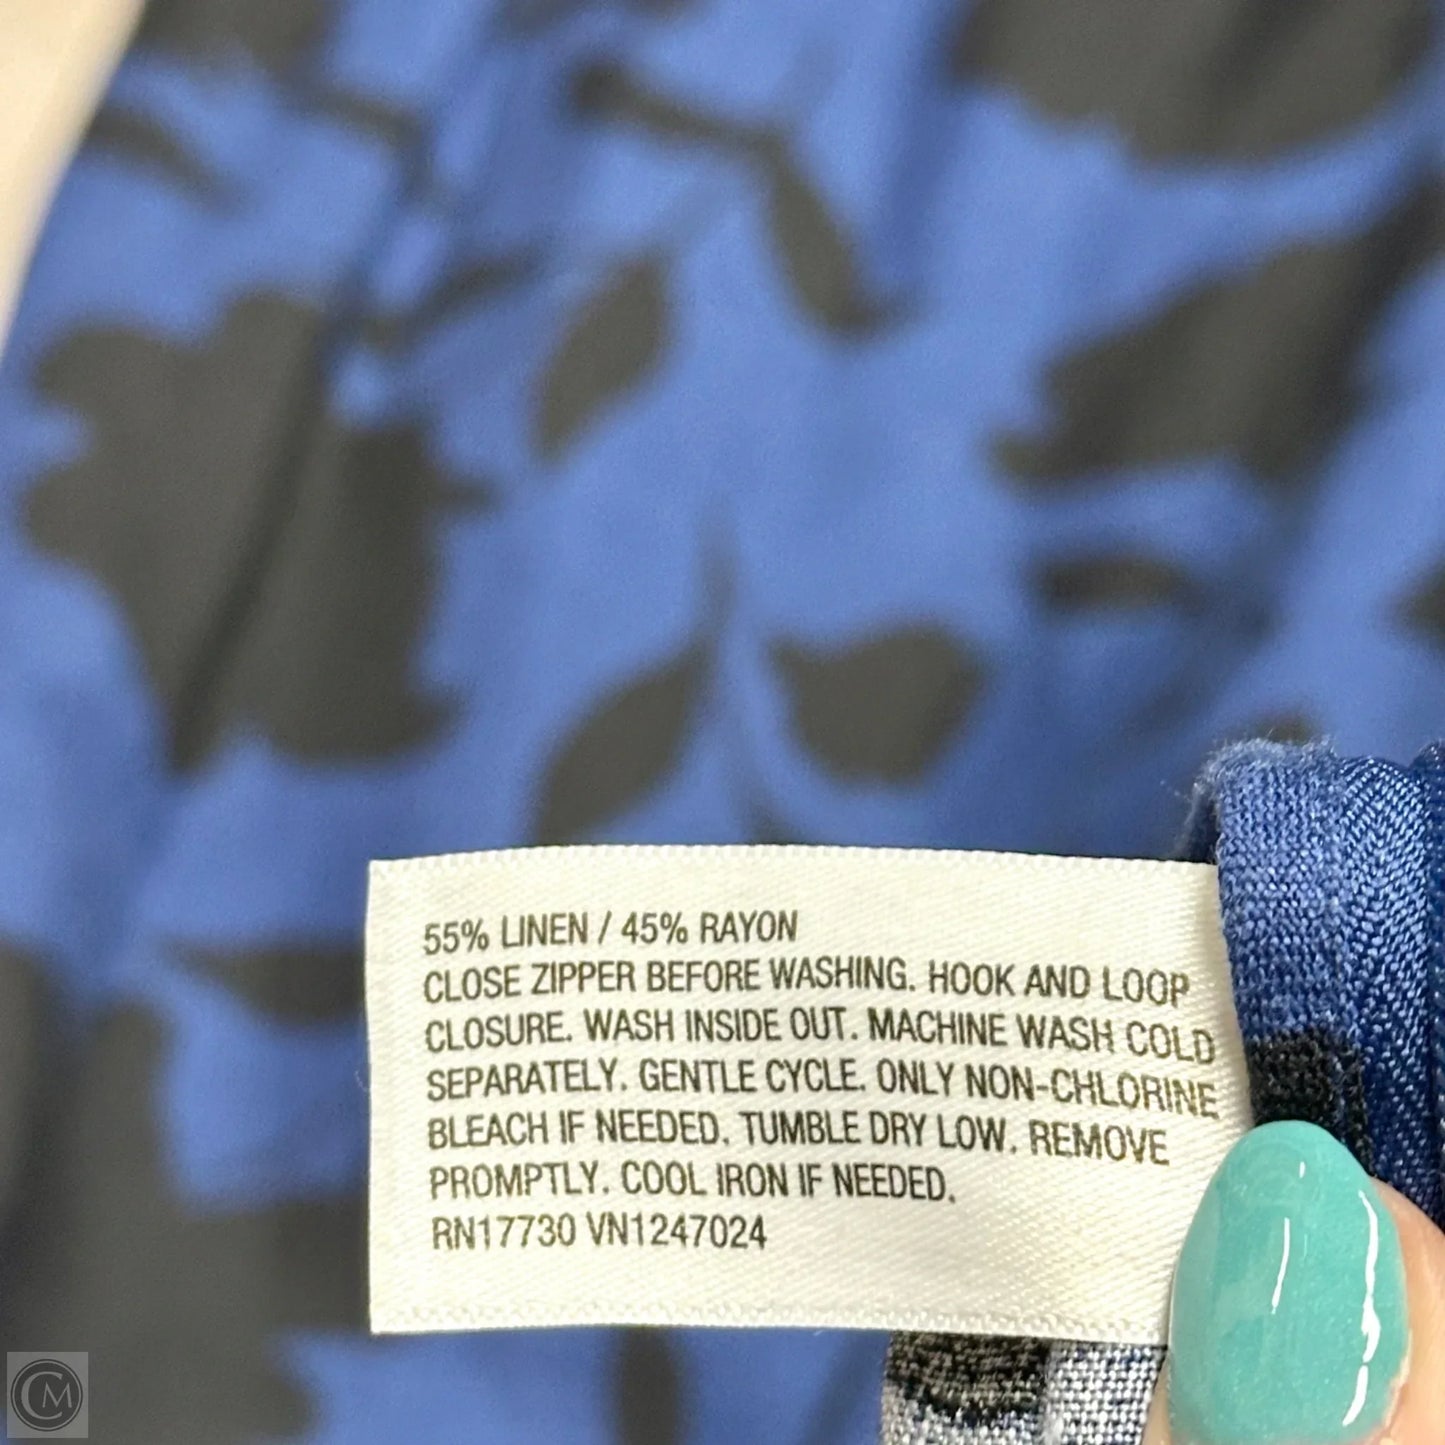 55% LINEN / 45% RAYON
CLOSE ZIPPER BEFORE WASHING. HOOK AND LOOP
CLOSURE. WASH INSIDE OUT. MACHINE WASH COLD
SEPARATELY. GENTLE CYCLE. ONLY NON-CHLORINE
BLEACH IF NEEDED. TUMBLE DRY LOW. REMOVE
PROMPTLY. COOL IRON IF NEEDED.
RN17730 VN1247024
CM